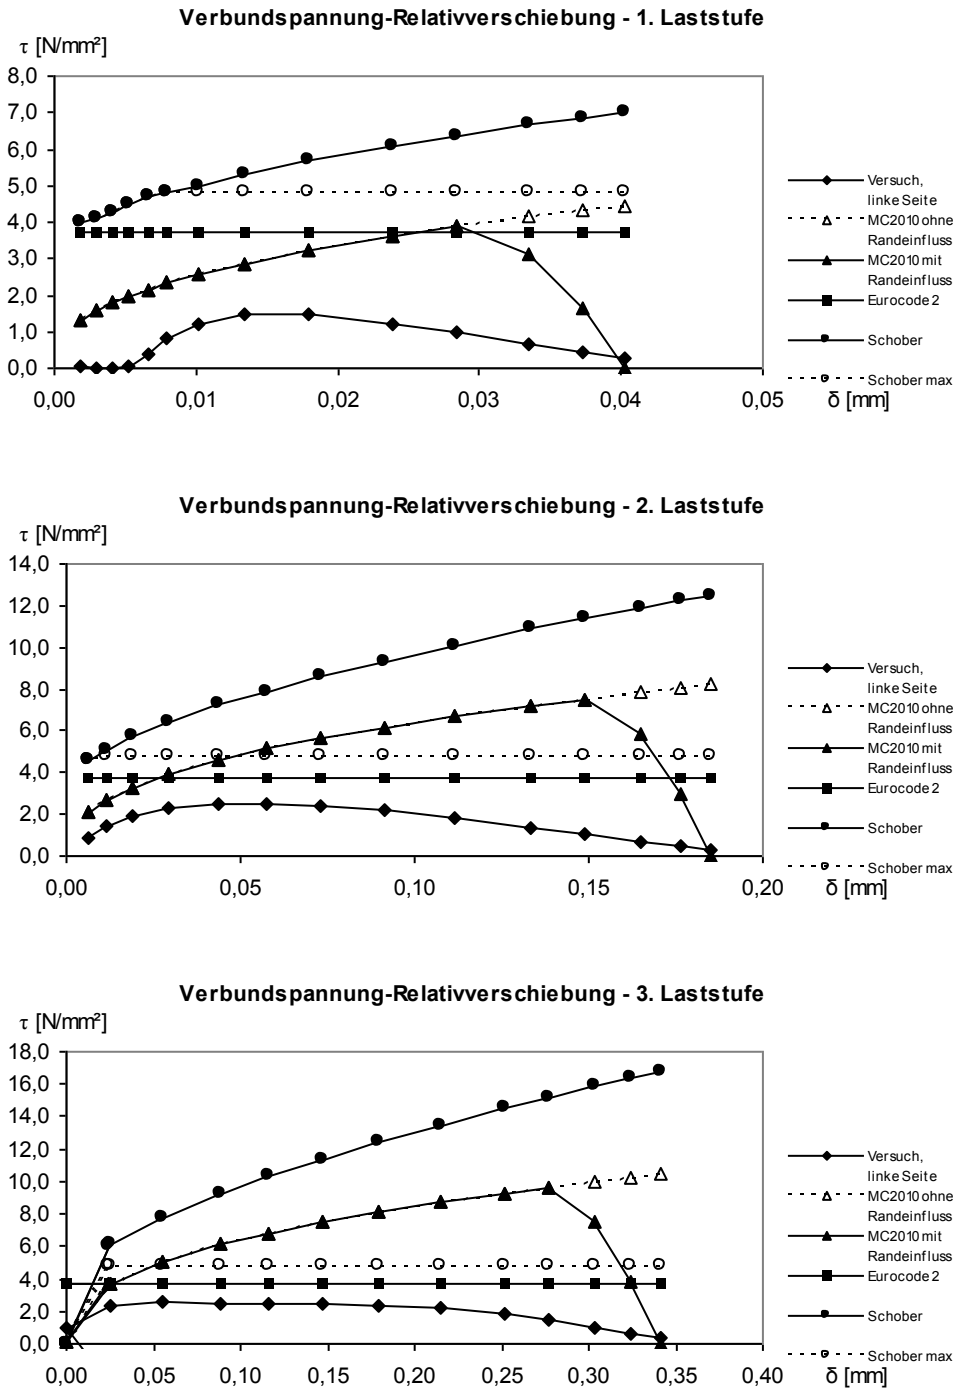 Verbundspannung-Relativverschiebung - 1. Laststufe
τ [N/mm²]
8,0
7,0
6,0
5,0
4,0
3,0
2,0
1,0
0,0
0,00 0,01 0,02 0,03 0,04 0,05
δ [mm]
Versuch,
linke Seite
MC2010 ohne
Randeinfluss
MC2010 mit
Randeinfluss
Eurocode 2
Schober
Schober max
Verbundspannung-Relativverschiebung - 2. Laststufe
τ [N/mm²]
14,0
12,0
10,0
8,0
6,0
4,0
2,0
0,0
0,00 0,05 0,10 0,15 0,20
δ [mm]
Versuch,
linke Seite
MC2010 ohne
Randeinfluss
MC2010 mit
Randeinfluss
Eurocode 2
Schober
Schober max
Verbundspannung-Relativverschiebung - 3. Laststufe
τ [N/mm²]
18,0
16,0
14,0
12,0
10,0
8,0
6,0
4,0
2,0
0,0
0,00 0,05 0,10 0,15 0,20 0,25 0,30 0,35 0,40
δ [mm]
Versuch,
linke Seite
MC2010 ohne
Randeinfluss
MC2010 mit
Randeinfluss
Eurocode 2
Schober
Schober max